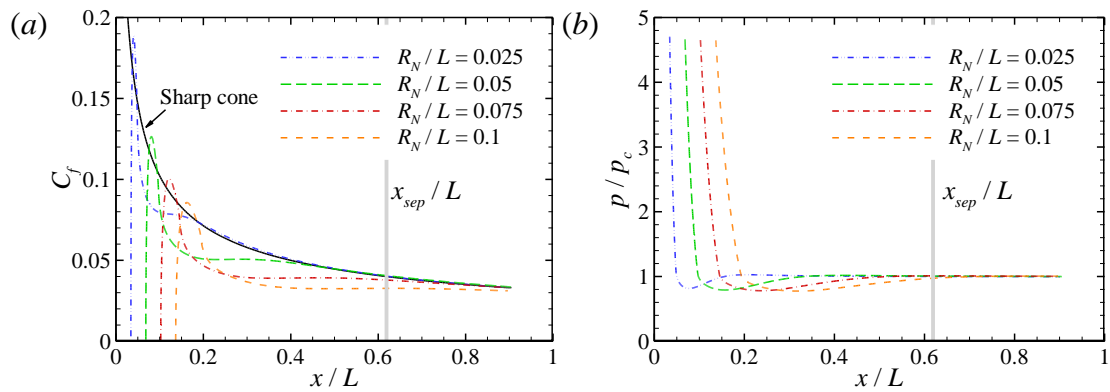 (a)
0.2
0.15
0.1
0.05
0
C_f
Sharp cone
R_N / L = 0.025
R_N / L = 0.05
R_N / L = 0.075
R_N / L = 0.1
x_sep / L
0 0.2 0.4 0.6 0.8 1
x / L
(b)
5
4
3
2
1
0
p / p_c
R_N / L = 0.025
R_N / L = 0.05
R_N / L = 0.075
R_N / L = 0.1
x_sep / L
0 0.2 0.4 0.6 0.8 1
x / L